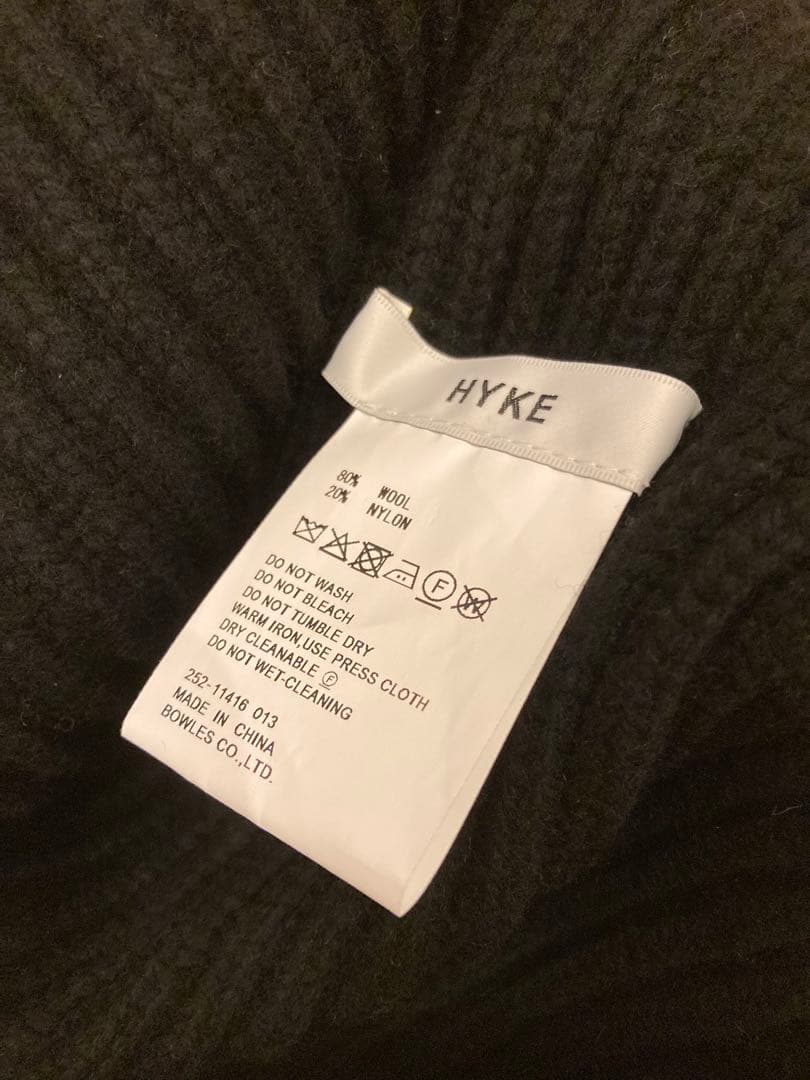 HYKE
80% WOOL
20% NYLON
F W
DO NOT WASH
DO NOT BLEACH
DO NOT TUMBLE DRY
WARM IRON,USE PRESS CLOTH
DRY CLEANABLE Ⓕ
DO NOT WET-CLEANING
252-11416 013
MADE IN CHINA
BOWLES CO.,LTD.